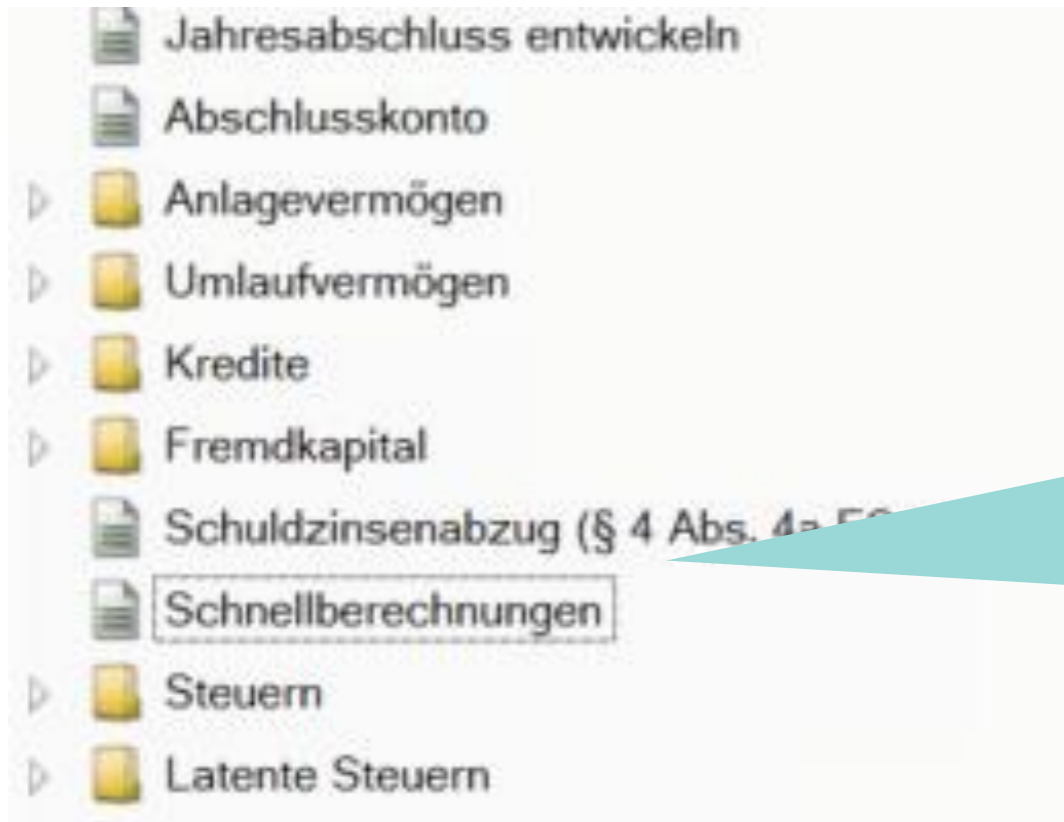 Jahresabschluss entwickeln
Abschlusskonto
Anlagevermögen
Umlaufvermögen
Kredite
Fremdkapital
Schuldzinsenabzug (§ 4 Abs. 4a
Schnellberechnungen
Steuern
Latente Steuern